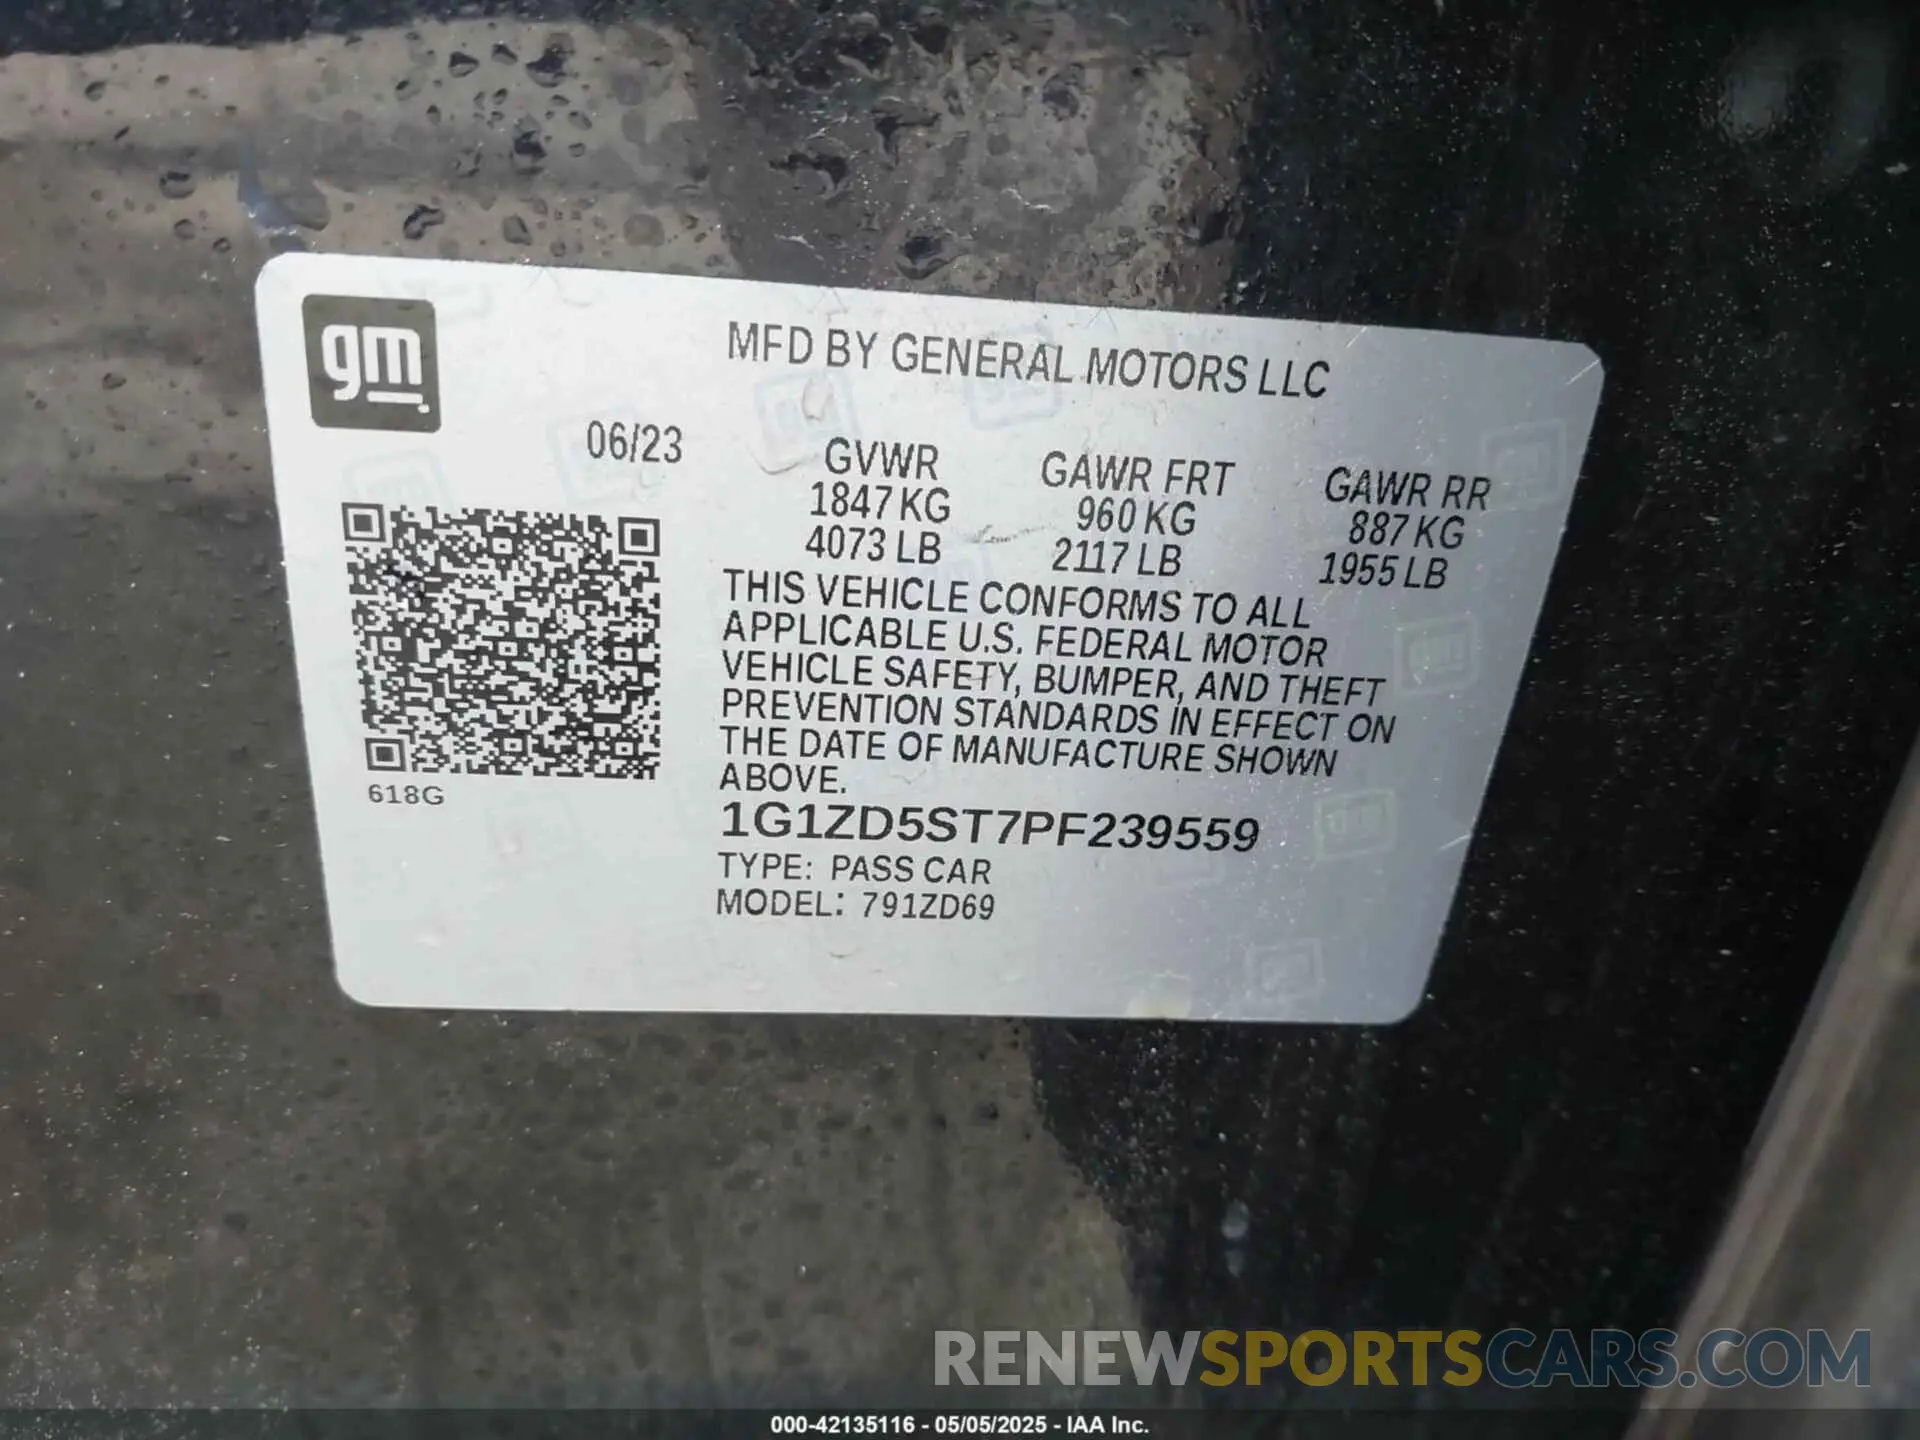 gm
MFD BY GENERAL MOTORS LLC
06/23
GVWR GAWR FRT GAWR RR
1847 KG 960 KG 887 KG
4073 LB 2117 LB 1955 LB
THIS VEHICLE CONFORMS TO ALL
APPLICABLE U.S. FEDERAL MOTOR
VEHICLE SAFETY, BUMPER, AND THEFT
PREVENTION STANDARDS IN EFFECT ON
THE DATE OF MANUFACTURE SHOWN
ABOVE.
618G
1G1ZD5ST7PF239559
TYPE: PASS CAR
MODEL: 791ZD69
RENEWSPORTSCARS.COM
000-42135116 - 05/05/2025 - IAA Inc.